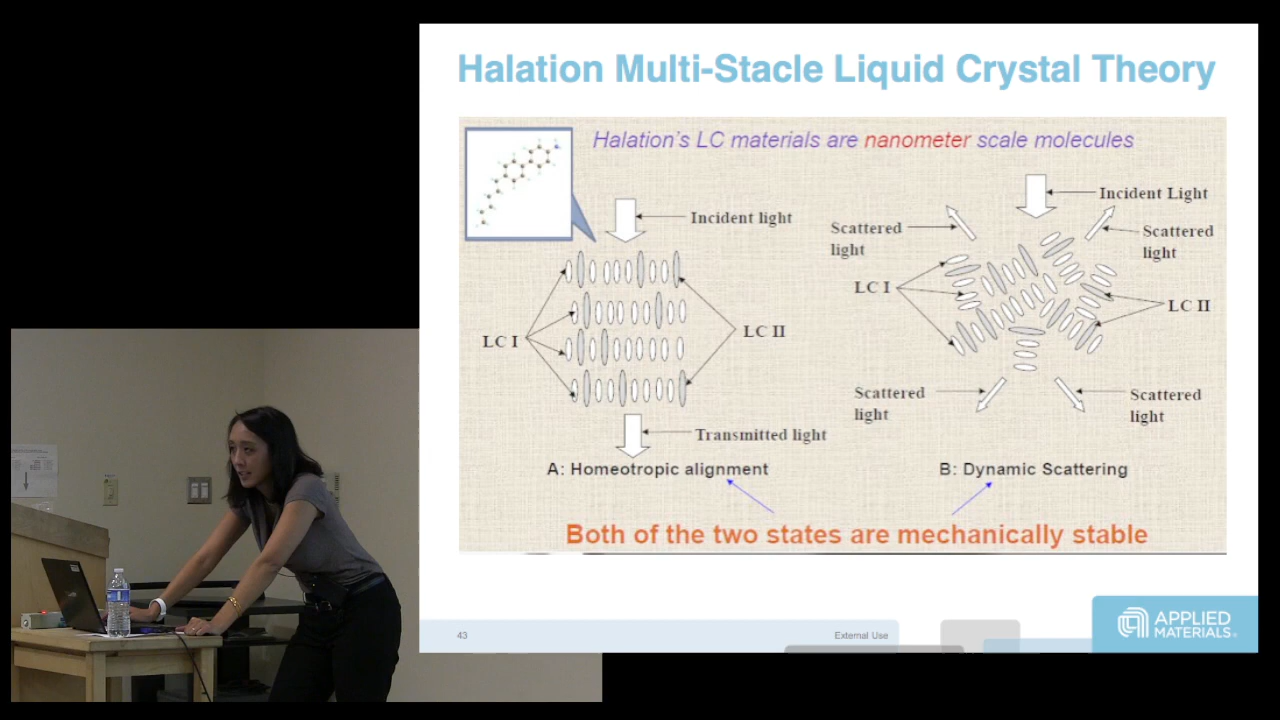 Halation Multi-Stacle Liquid Crystal Theory
Halation's LC materials are nanometer scale molecules
Incident light
LC I
LC II
Transmitted light
A: Homeotropic alignment
Incident Light
Scattered
light
Scattered
light
LC I
LC II
Scattered
light
Scattered
light
B: Dynamic Scattering
Both of the two states are mechanically stable
43
External Use
APPLIED
MATERIALS